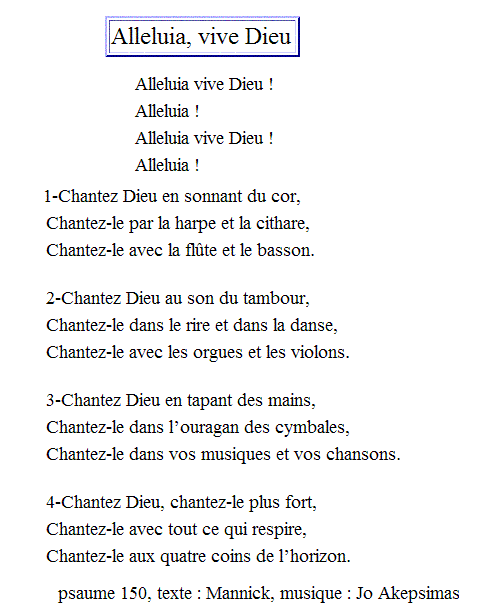 Alleluia, vive Dieu
Alleluia vive Dieu !
Alleluia !
Alleluia vive Dieu !
Alleluia !
1-Chantez Dieu en sonnant du cor,
Chantez-le par la harpe et la cithare,
Chantez-le avec la flûte et le basson.
2-Chantez Dieu au son du tambour,
Chantez-le dans le rire et dans la danse,
Chantez-le avec les orgues et les violons.
3-Chantez Dieu en tapant des mains,
Chantez-le dans l’ouragan des cymbales,
Chantez-le dans vos musiques et vos chansons.
4-Chantez Dieu, chantez-le plus fort,
Chantez-le avec tout ce qui respire,
Chantez-le aux quatre coins de l’horizon.
psaume 150, texte : Mannick, musique : Jo Akepsimas